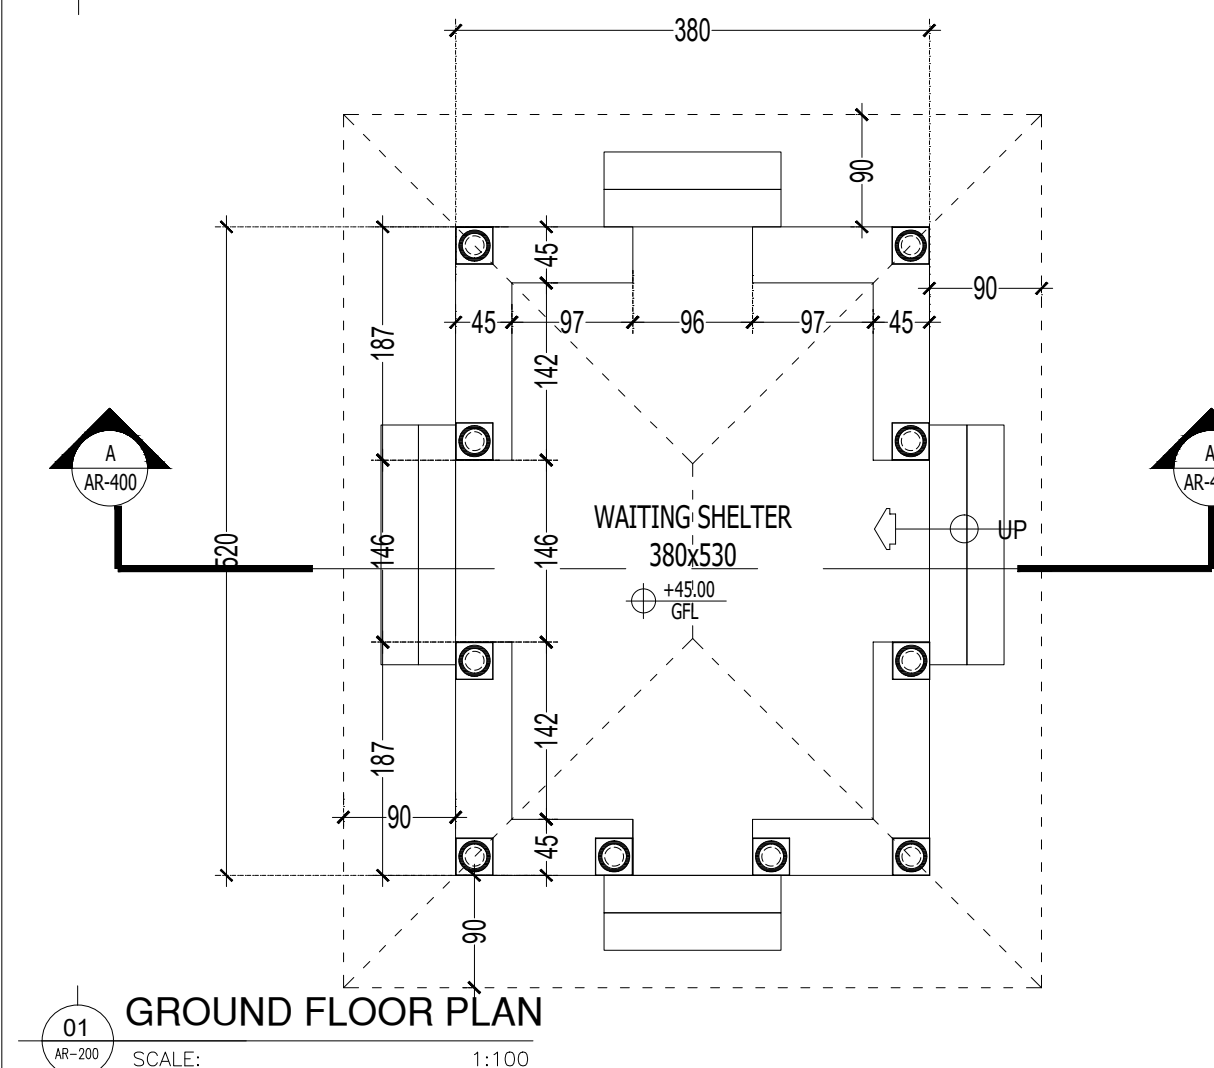 380
90
45
90
45
97
96
97
45
187
142
A
AR-400
A
WAITING SHELTER
UP
380x530
520
146
146
+45.00
GFL
142
187
90
45
90
GROUND FLOOR PLAN
01
AR-200
SCALE: 1:100